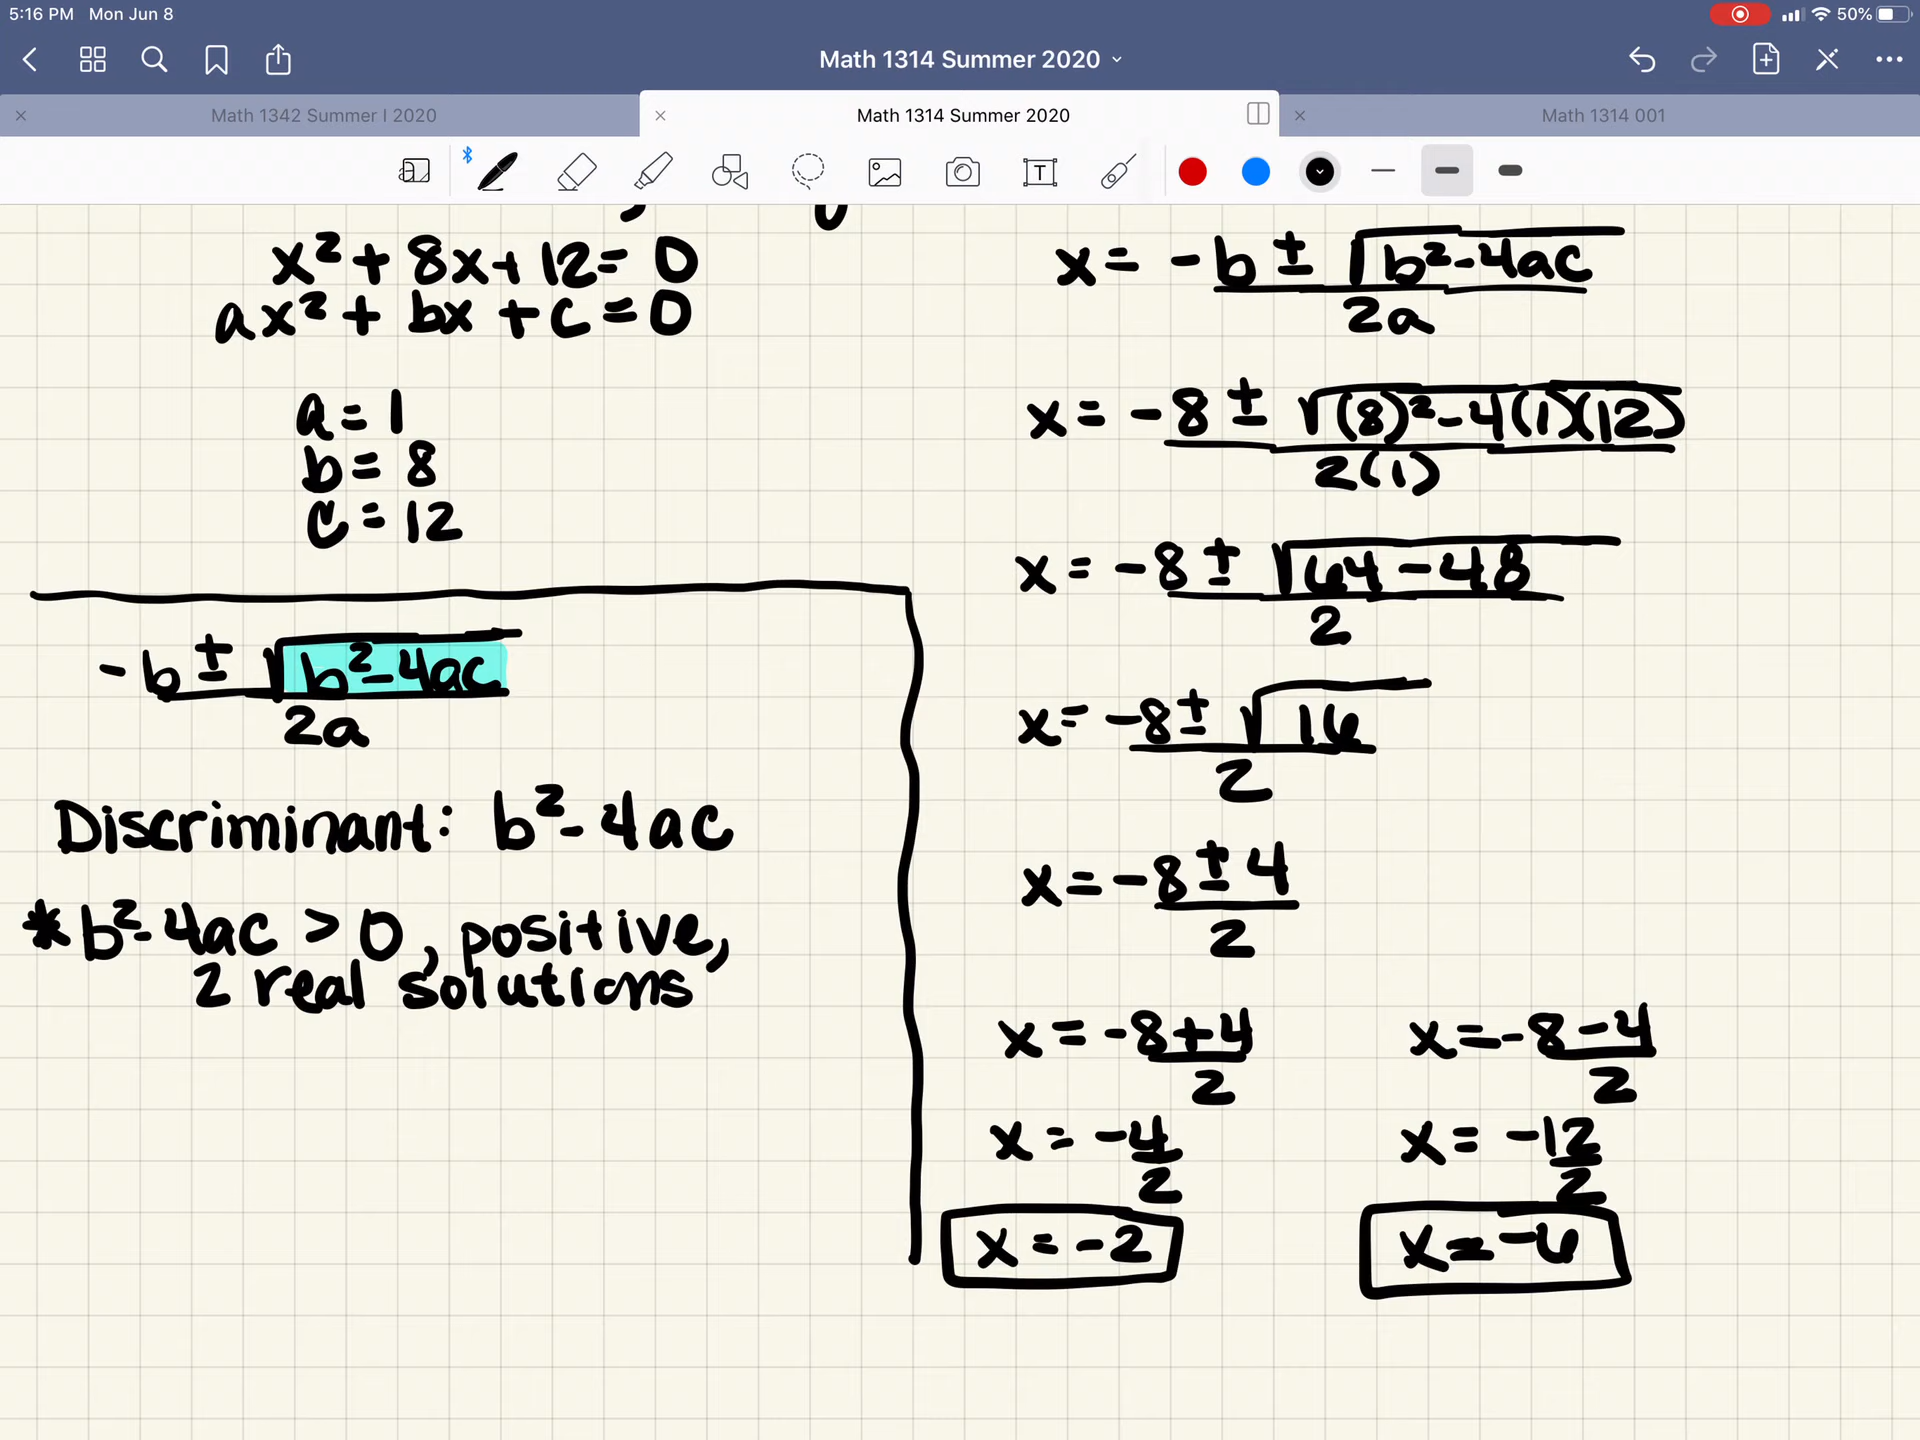 5:16 PM Mon Jun 8
50%
Math 1314 Summer 2020
Math 1342 Summer I 2020
Math 1314 Summer 2020
Math 1314 001
x² + 8x + 12 = 0
ax² + bx + c = 0
a = 1
b = 8
c = 12
-b ± √b²-4ac
2a
Discriminant: b²-4ac
* b²-4ac > 0, positive,
2 real solutions
x = -b ± √b²-4ac
2a
x = -8 ± √(8)²-4(1)(12)
2(1)
x = -8 ± √64-48
2
x = -8 ± √16
2
x = -8 ± 4
2
x = -8+4
2
x = -4
2
x = -2
x = -8-4
2
x = -12
2
x = -6